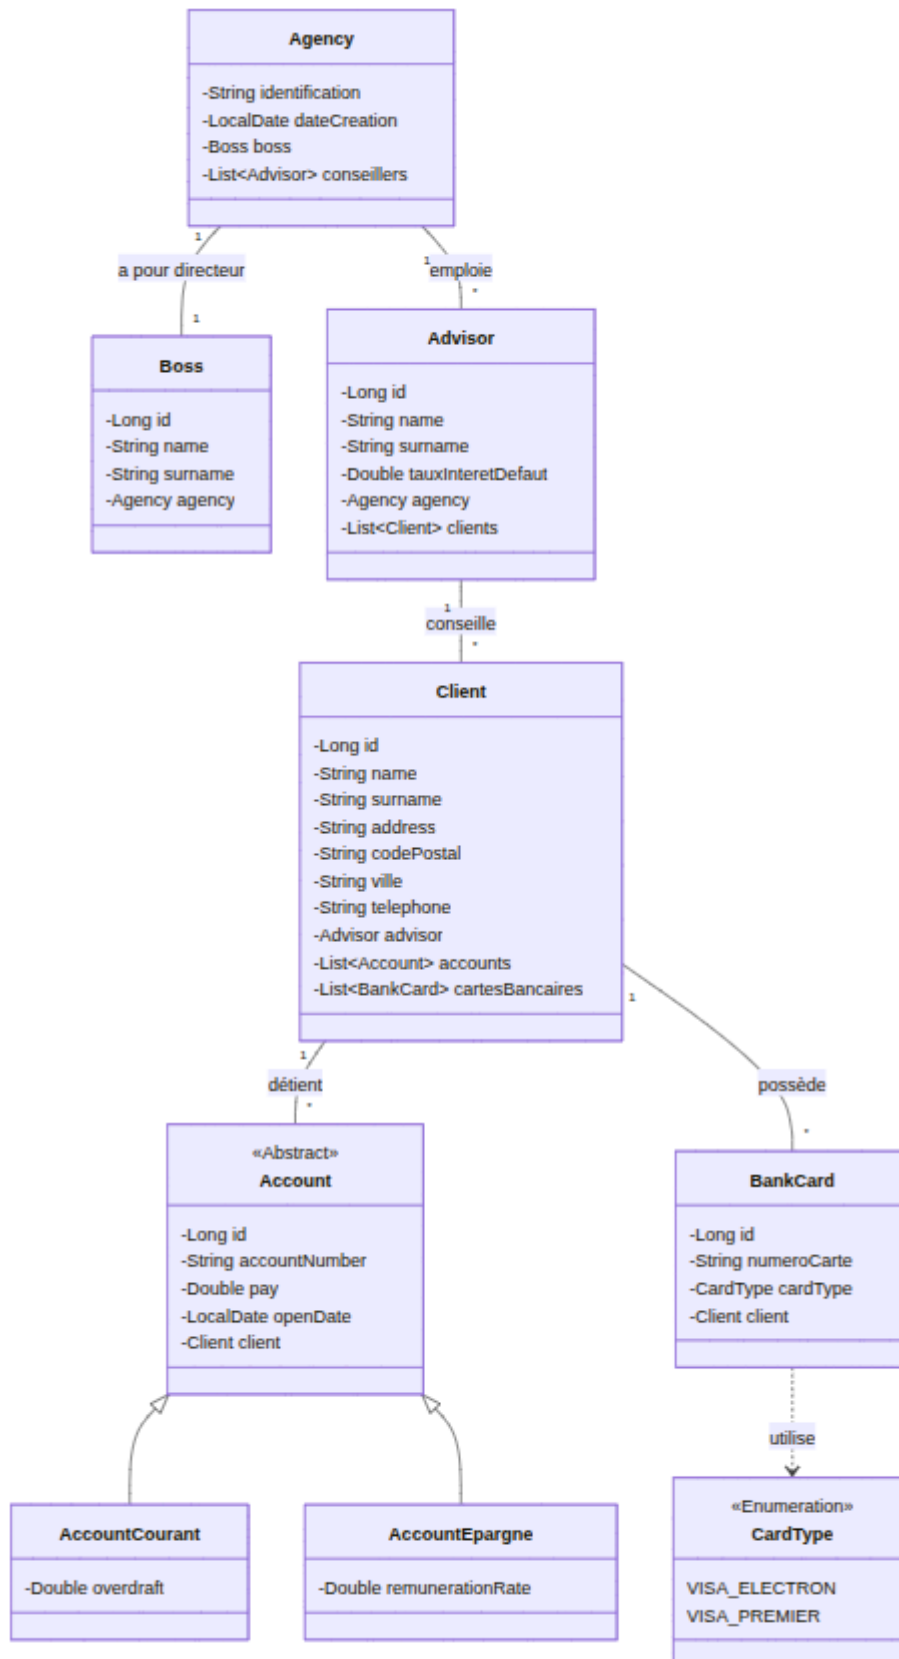 Agency
-String identification
-LocalDate dateCreation
-Boss boss
-List<Advisor> conseillers
1
1
a pour directeur
emploie
*
1
Boss
-Long id
-String name
-String surname
-Agency agency
Advisor
-Long id
-String name
-String surname
-Double tauxInteretDefaut
-Agency agency
-List<Client> clients
1
conseille
*
Client
-Long id
-String name
-String surname
-String address
-String codePostal
-String ville
-String telephone
-Advisor advisor
-List<Account> accounts
-List<BankCard> cartesBancaires
1
1
détient
possède
*
*
«Abstract»
Account
-Long id
-String accountNumber
-Double pay
-LocalDate openDate
-Client client
BankCard
-Long id
-String numeroCarte
-CardType cardType
-Client client
utilise
AccountCourant
-Double overdraft
AccountEpargne
-Double remunerationRate
«Enumeration»
CardType
VISA_ELECTRON
VISA_PREMIER